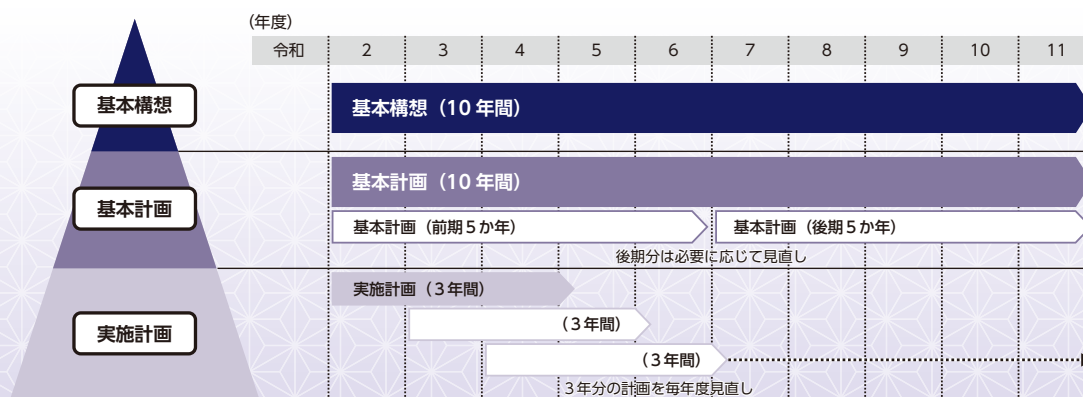 （年度）
令和 2 3 4 5 6 7 8 9 10 11
基本構想
基本構想（10 年間）
基本計画
基本計画（10 年間）
基本計画（前期５か年） 基本計画（後期５か年）
後期分は必要に応じて見直し
実施計画
実施計画（３年間）
（３年間）
（３年間）
３年分の計画を毎年度見直し